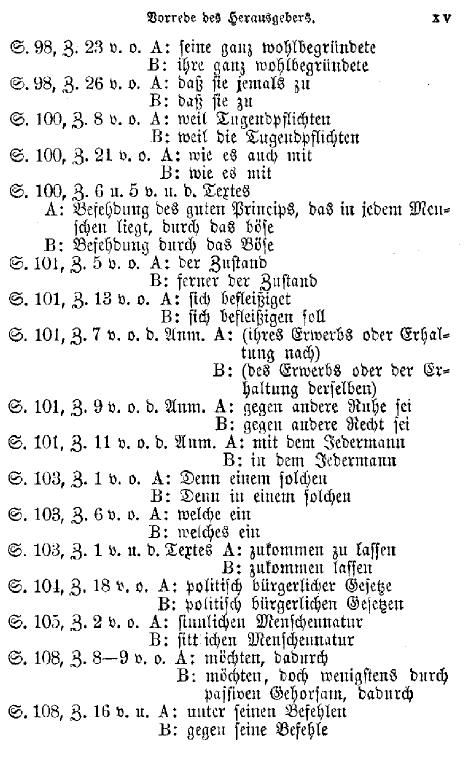 Vorrede des Herausgebers. XV
S. 98, Z. 23 v. o. A: seine ganz wohlbegründete
B: ihre ganz wohlbegründete
S. 98, Z. 26 v. o. A: daß sie jemals zu
B: daß sie zu
S. 100, Z. 8 v. o. A: weil Tugendpflichten
B: weil die Tugendpflichten
S. 100, Z. 21 v. o. A: wie es auch mit
B: wie es mit
S. 100, Z. 6 u. 5 v. u. d. Textes
A: Befehdung des guten Princips, das in jedem Men-
schen liegt, durch das böse
B: Befehdung durch das Böse
S. 101, Z. 5 v. o. A: der Zustand
B: ferner der Zustand
S. 101, Z. 13 v. o. A: sich befleißiget
B: sich befleißigen soll
S. 101, Z. 7 v. o. d. Anm. A: (ihres Erwerbs oder Erhal-
tung nach)
B: (des Erwerbs oder der Er-
haltung derselben)
S. 101, Z. 9 v. o. d. Anm. A: gegen andere Ruhe sei
B: gegen andere Recht sei
S. 101, Z. 11 v. o. d. Anm. A: mit dem Jedermann
B: in dem Jedermann
S. 103, Z. 1 v. o. A: Denn einem solchen
B: Denn in einem solchen
S. 103, Z. 6 v. o. A: welche ein
B: welches ein
S. 103, Z. 1 v. u. d. Textes A: zukommen zu lassen
B: zukommen lassen
S. 104, Z. 18 v. o. A: politisch bürgerlicher Gesetze
B: politisch bürgerlichen Gesetzen
S. 105, Z. 2 v. o. A: sinnlichen Menschennatur
B: sittlichen Menschennatur
S. 108, Z. 8—9 v. o. A: möchten, dadurch
B: möchten, doch wenigstens durch
passiven Gehorsam, dadurch
S. 108, Z. 16 v. u. A: unter seinen Befehlen
B: gegen seine Befehle